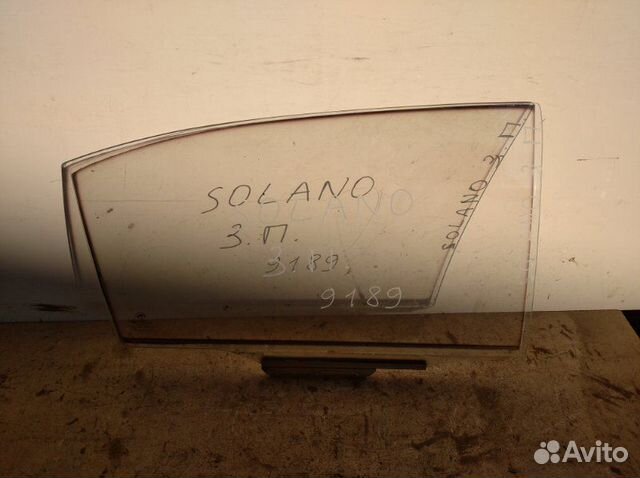 SOLANO
З.П.
9189,
9189
SOLANO З П
Avito